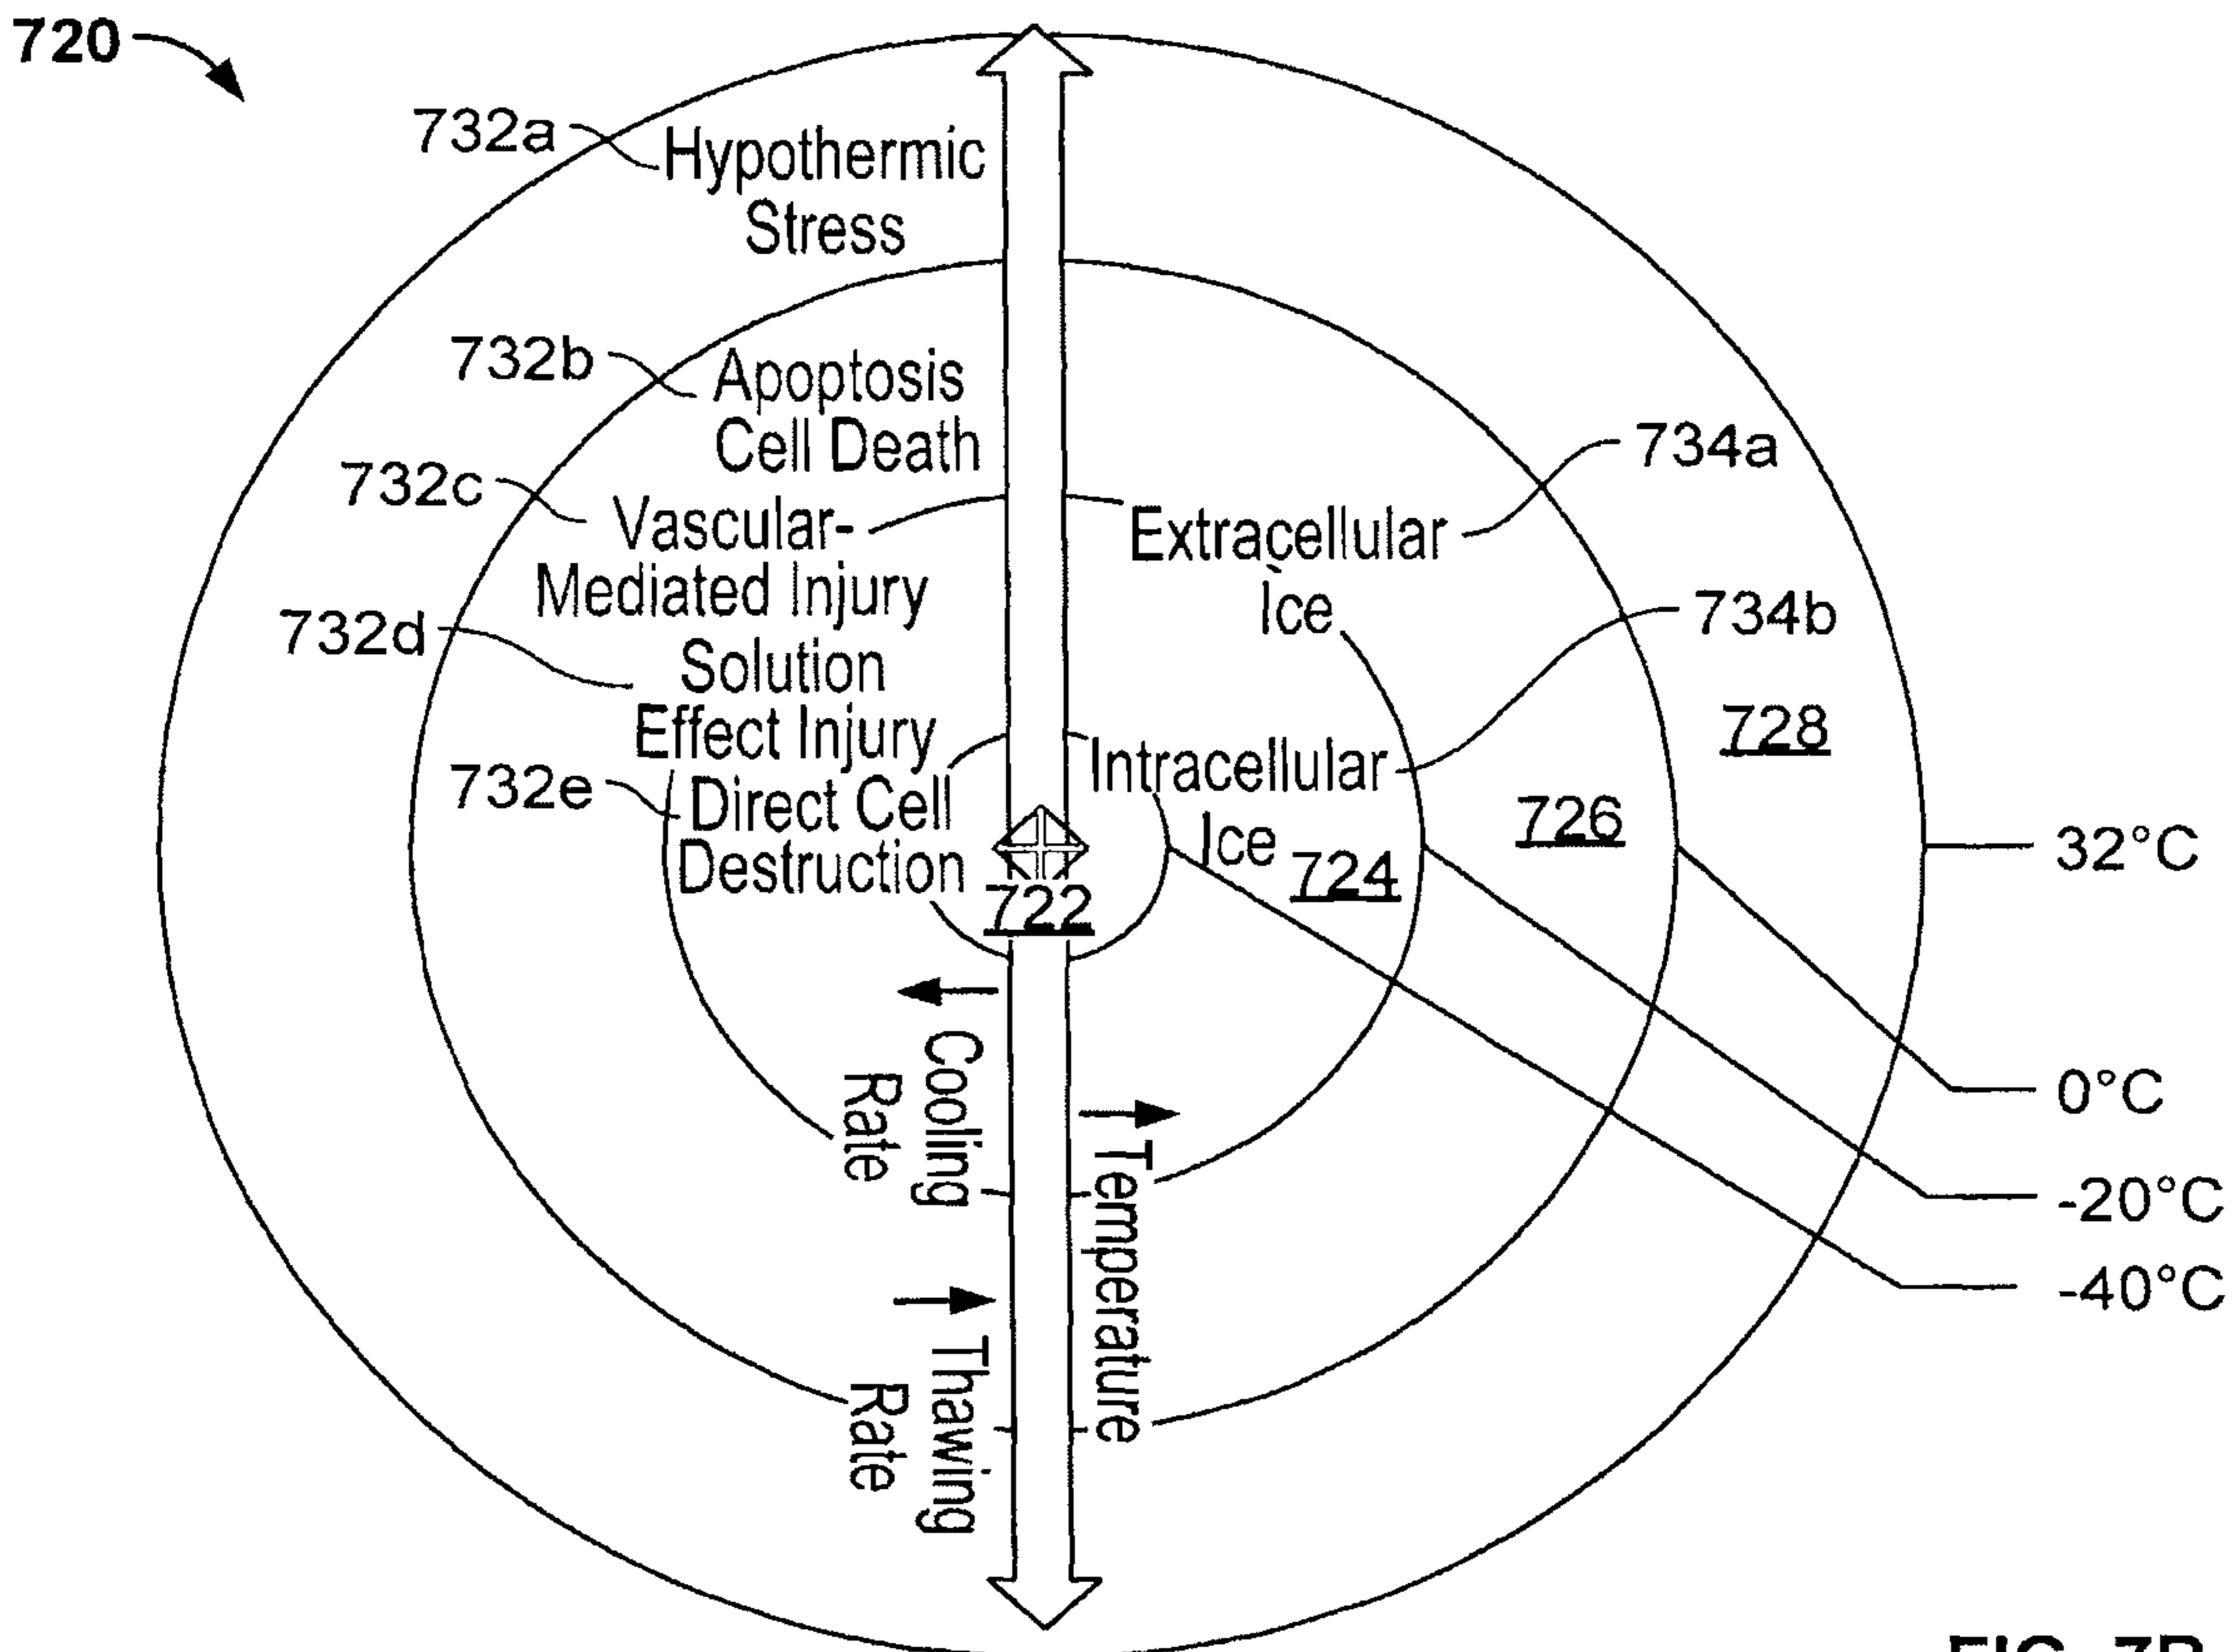 720
732a
Hypothermic
Stress
732b
Apoptosis
Cell Death
732c
Vascular-
Mediated Injury
732d
Solution
Effect Injury
732e
Direct Cell
Destruction
734a
Extracellular
Ice
734b
Intracellular
Ice
722
724
726
728
32°C
0°C
-20°C
-40°C
Cooling
Rate
Temperature
Thawing
Rate